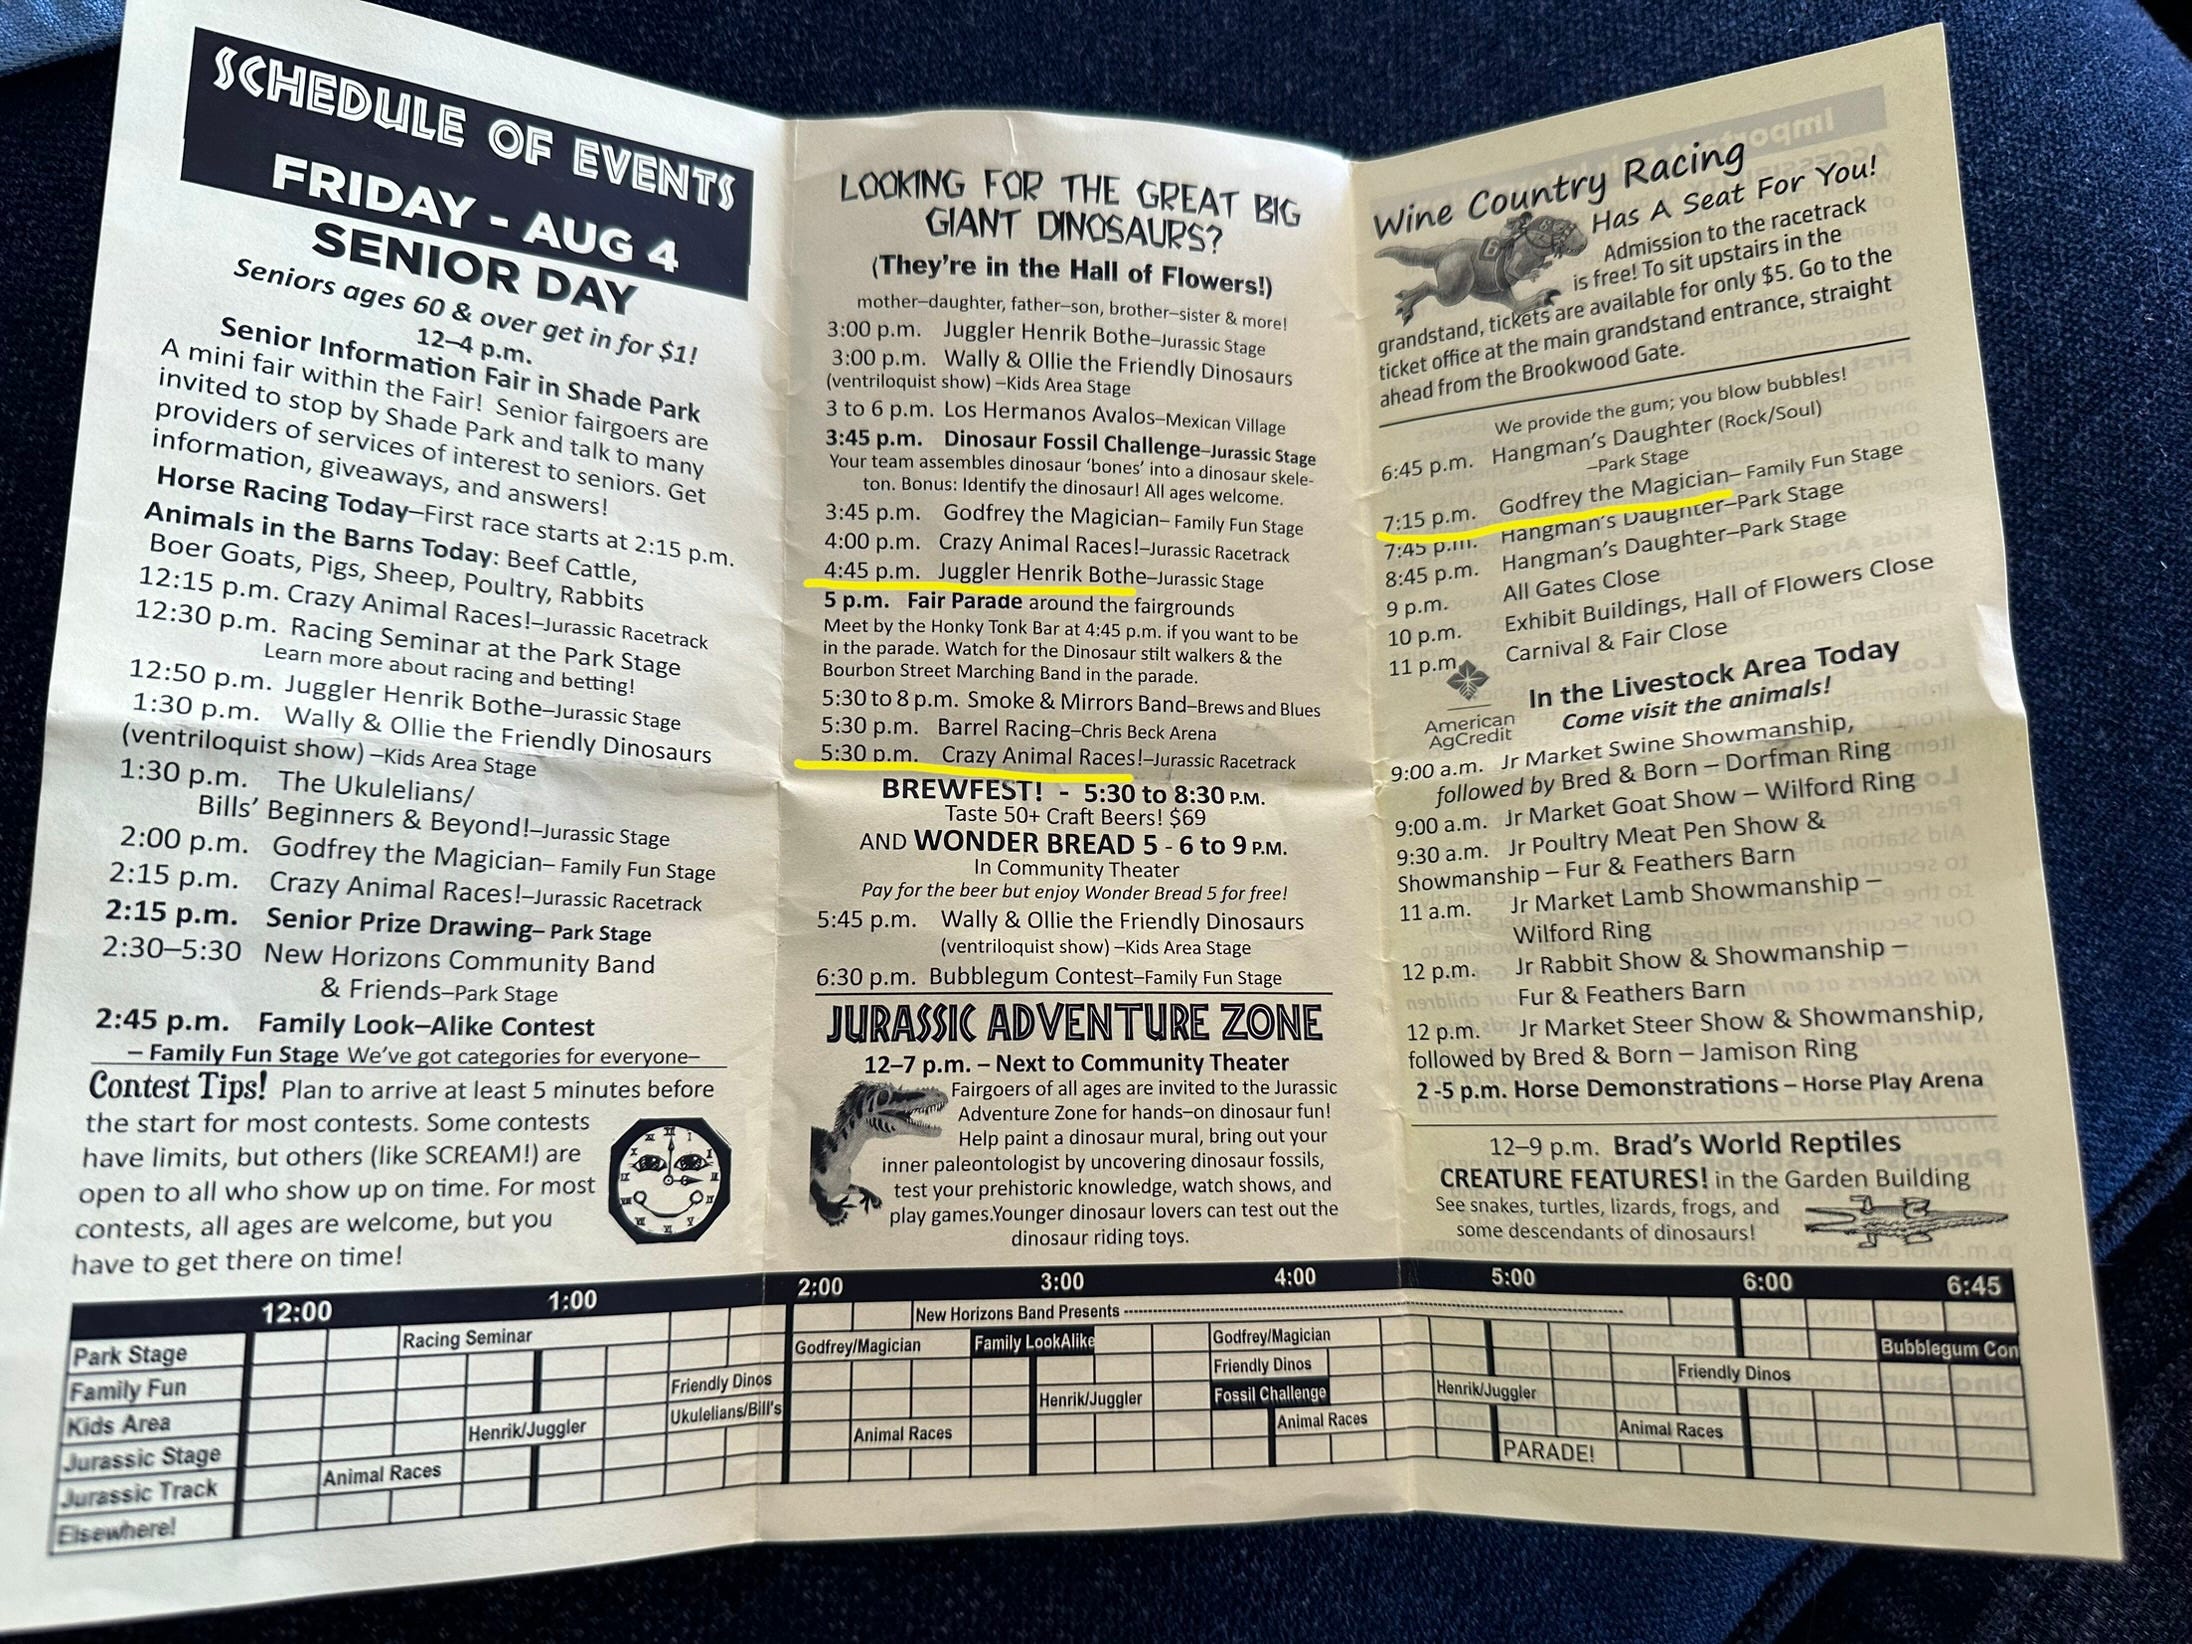 SCHEDULE OF EVENTS
FRIDAY - AUG 4
SENIOR DAY
Seniors ages 60 & over get in for $1!
12–4 p.m.
Senior Information Fair in Shade Park
A mini fair within the Fair! Senior fairgoers are
invited to stop by Shade Park and talk to many
providers of services of interest to seniors. Get
information, giveaways, and answers!
Horse Racing Today–First race starts at 2:15 p.m.
Animals in the Barns Today: Beef Cattle,
Boer Goats, Pigs, Sheep, Poultry, Rabbits
12:15 p.m. Crazy Animal Races!–Jurassic Racetrack
12:30 p.m. Racing Seminar at the Park Stage
Learn more about racing and betting!
12:50 p.m. Juggler Henrik Bothe–Jurassic Stage
1:30 p.m. Wally & Ollie the Friendly Dinosaurs
(ventriloquist show) –Kids Area Stage
1:30 p.m. The Ukulelians/
Bills' Beginners & Beyond!–Jurassic Stage
2:00 p.m. Godfrey the Magician– Family Fun Stage
2:15 p.m. Crazy Animal Races!–Jurassic Racetrack
2:15 p.m. Senior Prize Drawing– Park Stage
2:30–5:30 New Horizons Community Band
& Friends–Park Stage
2:45 p.m. Family Look–Alike Contest
– Family Fun Stage We've got categories for everyone–
Contest Tips! Plan to arrive at least 5 minutes before
the start for most contests. Some contests
have limits, but others (like SCREAM!) are
open to all who show up on time. For most
contests, all ages are welcome, but you
have to get there on time!
LOOKING FOR THE GREAT BIG
GIANT DINOSAURS?
(They're in the Hall of Flowers!)
mother–daughter, father–son, brother–sister & more!
3:00 p.m. Juggler Henrik Bothe–Jurassic Stage
3:00 p.m. Wally & Ollie the Friendly Dinosaurs
(ventriloquist show) –Kids Area Stage
3 to 6 p.m. Los Hermanos Avalos–Mexican Village
3:45 p.m. Dinosaur Fossil Challenge–Jurassic Stage
Your team assembles dinosaur 'bones' into a dinosaur skele-
ton. Bonus: Identify the dinosaur! All ages welcome.
3:45 p.m. Godfrey the Magician– Family Fun Stage
4:00 p.m. Crazy Animal Races!–Jurassic Racetrack
4:45 p.m. Juggler Henrik Bothe–Jurassic Stage
5 p.m. Fair Parade around the fairgrounds
Meet by the Honky Tonk Bar at 4:45 p.m. if you want to be
in the parade. Watch for the Dinosaur stilt walkers & the
Bourbon Street Marching Band in the parade.
5:30 to 8 p.m. Smoke & Mirrors Band–Brews and Blues
5:30 p.m. Barrel Racing–Chris Beck Arena
5:30 p.m. Crazy Animal Races!–Jurassic Racetrack
BREWFEST! - 5:30 to 8:30 P.M.
Taste 50+ Craft Beers! $69
AND WONDER BREAD 5 - 6 to 9 P.M.
In Community Theater
Pay for the beer but enjoy Wonder Bread 5 for free!
5:45 p.m. Wally & Ollie the Friendly Dinosaurs
(ventriloquist show) –Kids Area Stage
6:30 p.m. Bubblegum Contest–Family Fun Stage
JURASSIC ADVENTURE ZONE
12–7 p.m. – Next to Community Theater
Fairgoers of all ages are invited to the Jurassic
Adventure Zone for hands–on dinosaur fun!
Help paint a dinosaur mural, bring out your
inner paleontologist by uncovering dinosaur fossils,
test your prehistoric knowledge, watch shows, and
play games.Younger dinosaur lovers can test out the
dinosaur riding toys.
Wine Country Racing
Has A Seat For You!
Admission to the racetrack
is free! To sit upstairs in the
grandstand, tickets are available for only $5. Go to the
ticket office at the main grandstand entrance, straight
ahead from the Brookwood Gate.
We provide the gum; you blow bubbles!
6:45 p.m. Hangman's Daughter (Rock/Soul)
–Park Stage
7:15 p.m. Godfrey the Magician– Family Fun Stage
7:45 p.m. Hangman's Daughter–Park Stage
8:45 p.m. Hangman's Daughter–Park Stage
9 p.m. All Gates Close
10 p.m. Exhibit Buildings, Hall of Flowers Close
11 p.m. Carnival & Fair Close
American
AgCredit
In the Livestock Area Today
Come visit the animals!
9:00 a.m. Jr Market Swine Showmanship,
followed by Bred & Born – Dorfman Ring
9:00 a.m. Jr Market Goat Show – Wilford Ring
9:30 a.m. Jr Poultry Meat Pen Show &
Showmanship – Fur & Feathers Barn
11 a.m. Jr Market Lamb Showmanship –
Wilford Ring
12 p.m. Jr Rabbit Show & Showmanship –
Fur & Feathers Barn
12 p.m. Jr Market Steer Show & Showmanship,
followed by Bred & Born – Jamison Ring
2 -5 p.m. Horse Demonstrations – Horse Play Arena
12–9 p.m. Brad's World Reptiles
CREATURE FEATURES! in the Garden Building
See snakes, turtles, lizards, frogs, and
some descendants of dinosaurs!
12:00 1:00 2:00 3:00 4:00 5:00 6:00 6:45
Park Stage Racing Seminar New Horizons Band Presents
Family Fun Godfrey/Magician Family LookAlike Godfrey/Magician Bubblegum Con
Kids Area Friendly Dinos Friendly Dinos Friendly Dinos
Jurassic Stage Henrik/Juggler Ukulelians/Bill's Henrik/Juggler Fossil Challenge Henrik/Juggler
Jurassic Track Animal Races Animal Races Animal Races Animal Races
Elsewhere! PARADE!